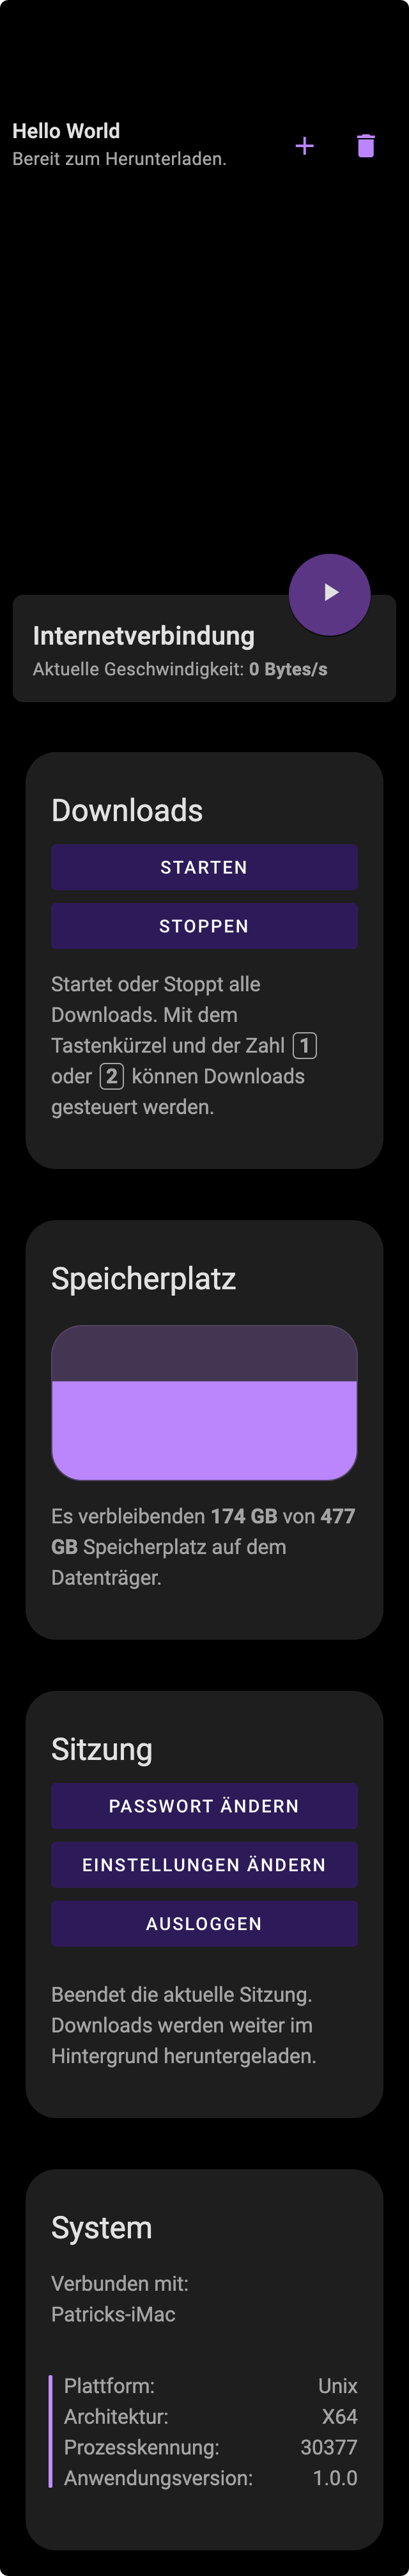 Hello World
Bereit zum Herunterladen.
Internetverbindung
Aktuelle Geschwindigkeit: 0 Bytes/s
Downloads
STARTEN
STOPPEN
Startet oder Stoppt alle
Downloads. Mit dem
Tastenkürzel und der Zahl 1
oder 2 können Downloads
gesteuert werden.
Speicherplatz
Es verbleibenden 174 GB von 477
GB Speicherplatz auf dem
Datenträger.
Sitzung
PASSWORT ÄNDERN
EINSTELLUNGEN ÄNDERN
AUSLOGGEN
Beendet die aktuelle Sitzung.
Downloads werden weiter im
Hintergrund heruntergeladen.
System
Verbunden mit:
Patricks-iMac
Plattform: Unix
Architektur: X64
Prozesskennung: 30377
Anwendungsversion: 1.0.0